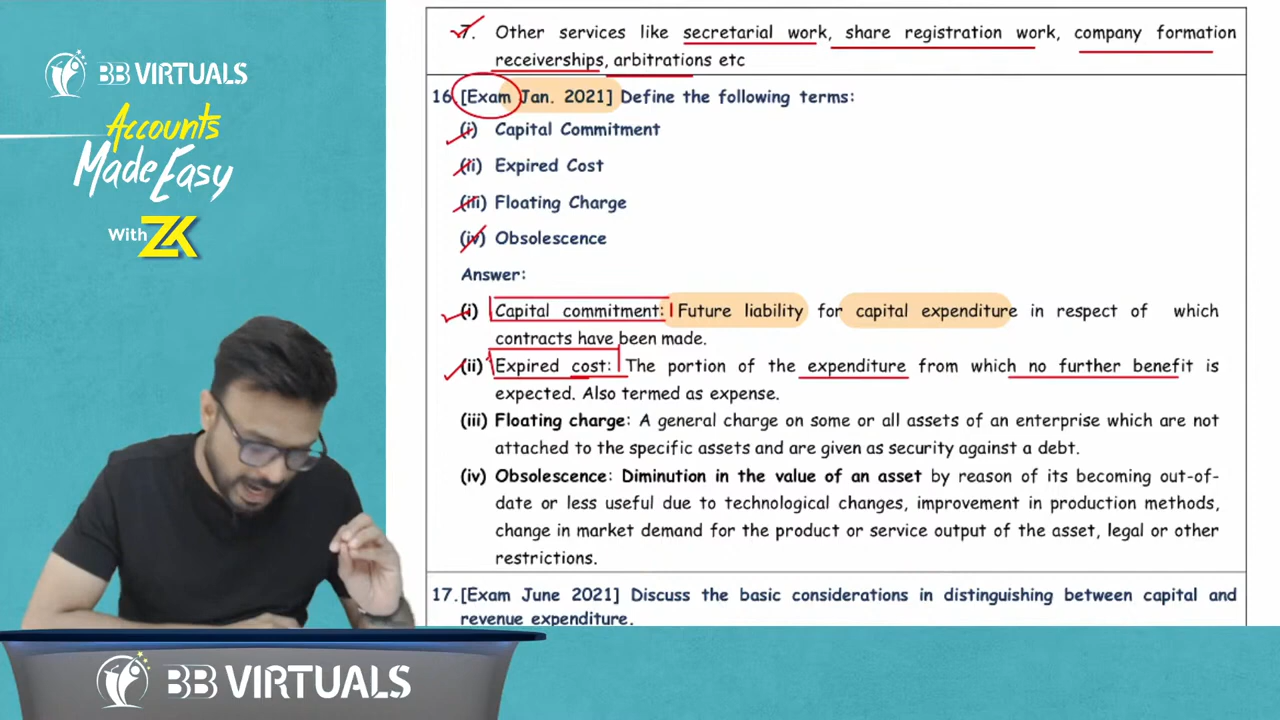 BB VIRTUALS
Accounts
Made Easy
With ZK
7. Other services like secretarial work, share registration work, company formation
receiverships, arbitrations etc
16.[Exam Jan. 2021] Define the following terms:
(i) Capital Commitment
(ii) Expired Cost
(iii) Floating Charge
(iv) Obsolescence
Answer:
(i) Capital commitment: Future liability for capital expenditure in respect of which
contracts have been made.
(ii) Expired cost: The portion of the expenditure from which no further benefit is
expected. Also termed as expense.
(iii) Floating charge: A general charge on some or all assets of an enterprise which are not
attached to the specific assets and are given as security against a debt.
(iv) Obsolescence: Diminution in the value of an asset by reason of its becoming out-of-
date or less useful due to technological changes, improvement in production methods,
change in market demand for the product or service output of the asset, legal or other
restrictions.
17.[Exam June 2021] Discuss the basic considerations in distinguishing between capital and
revenue expenditure.
BB VIRTUALS